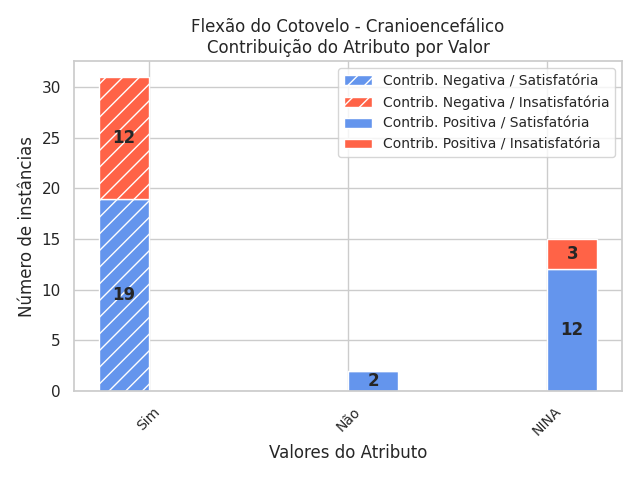 Flexão do Cotovelo - Cranioencefálico
Contribuição do Atributo por Valor
Contrib. Negativa / Satisfatória
Contrib. Negativa / Insatisfatória
Contrib. Positiva / Satisfatória
Contrib. Positiva / Insatisfatória
Número de instâncias
30
25
20
15
10
5
0
12
19
2
3
12
Sim
Não
NINA
Valores do Atributo